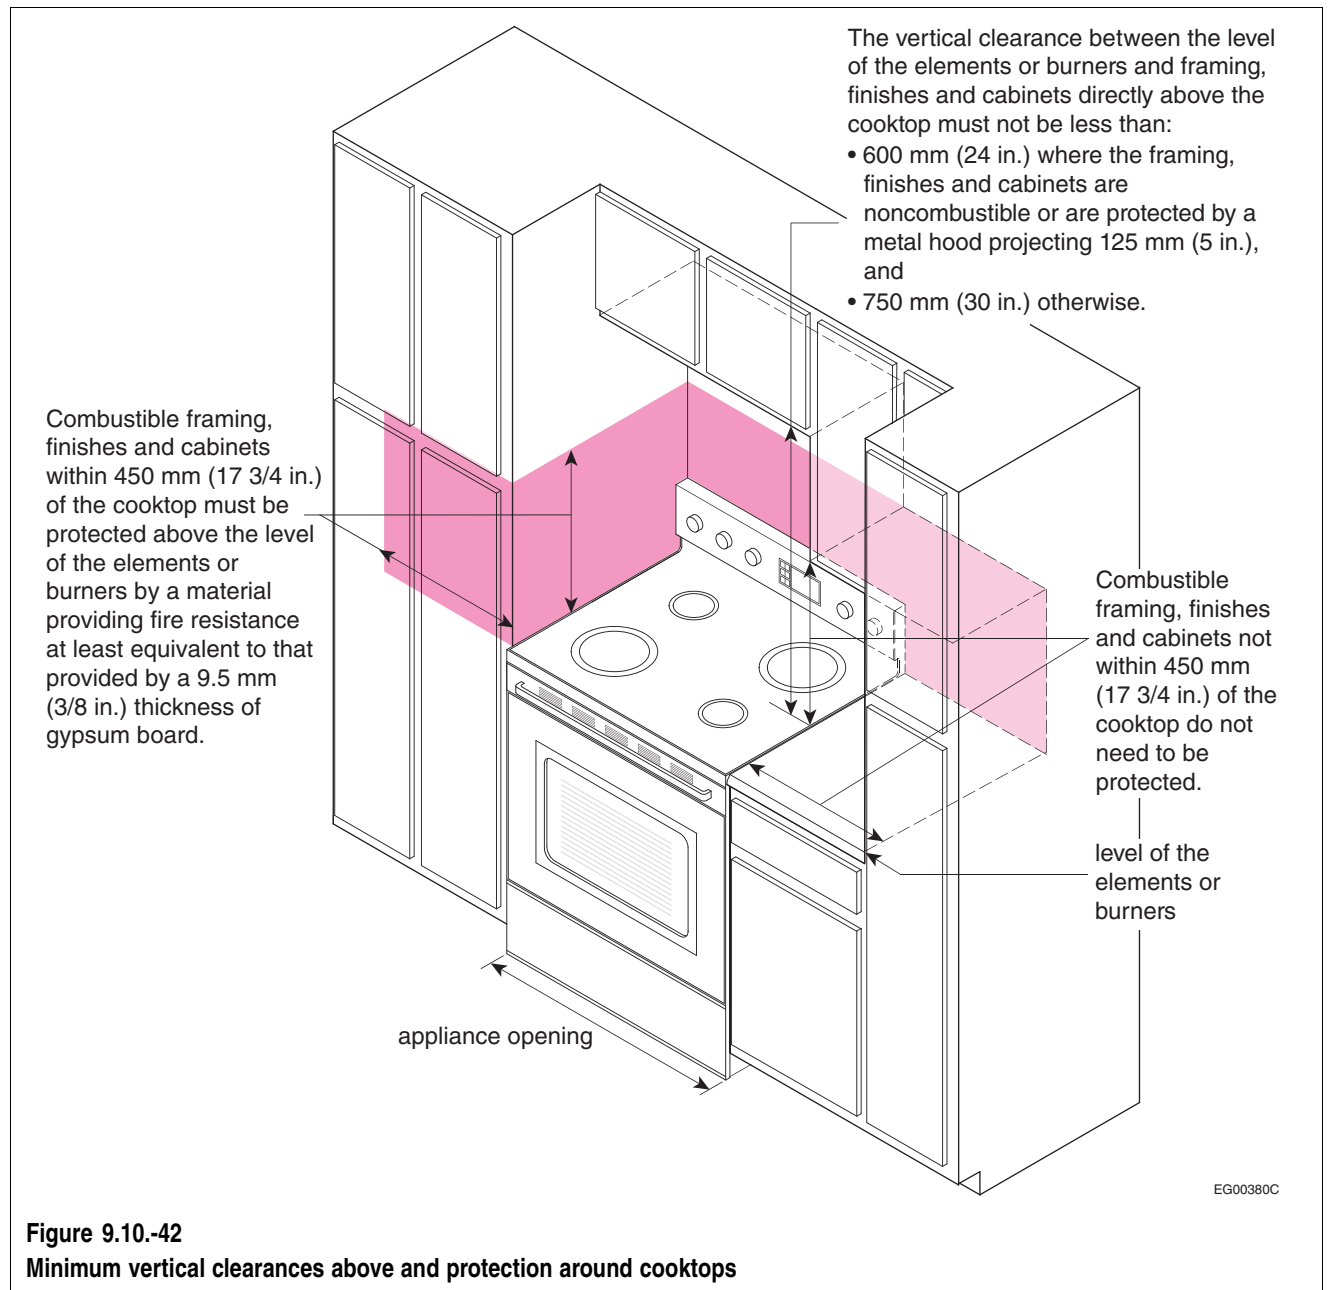 The vertical clearance between the level
of the elements or burners and framing,
finishes and cabinets directly above the
cooktop must not be less than:
• 600 mm (24 in.) where the framing,
finishes and cabinets are
noncombustible or are protected by a
metal hood projecting 125 mm (5 in.),
and
• 750 mm (30 in.) otherwise.
Combustible framing,
finishes and cabinets
within 450 mm (17 3/4 in.)
of the cooktop must be
protected above the level
of the elements or
burners by a material
providing fire resistance
at least equivalent to that
provided by a 9.5 mm
(3/8 in.) thickness of
gypsum board.
Combustible
framing, finishes
and cabinets not
within 450 mm
(17 3/4 in.) of the
cooktop do not
need to be
protected.
level of the
elements or
burners
appliance opening
EG00380C
Figure 9.10.-42
Minimum vertical clearances above and protection around cooktops